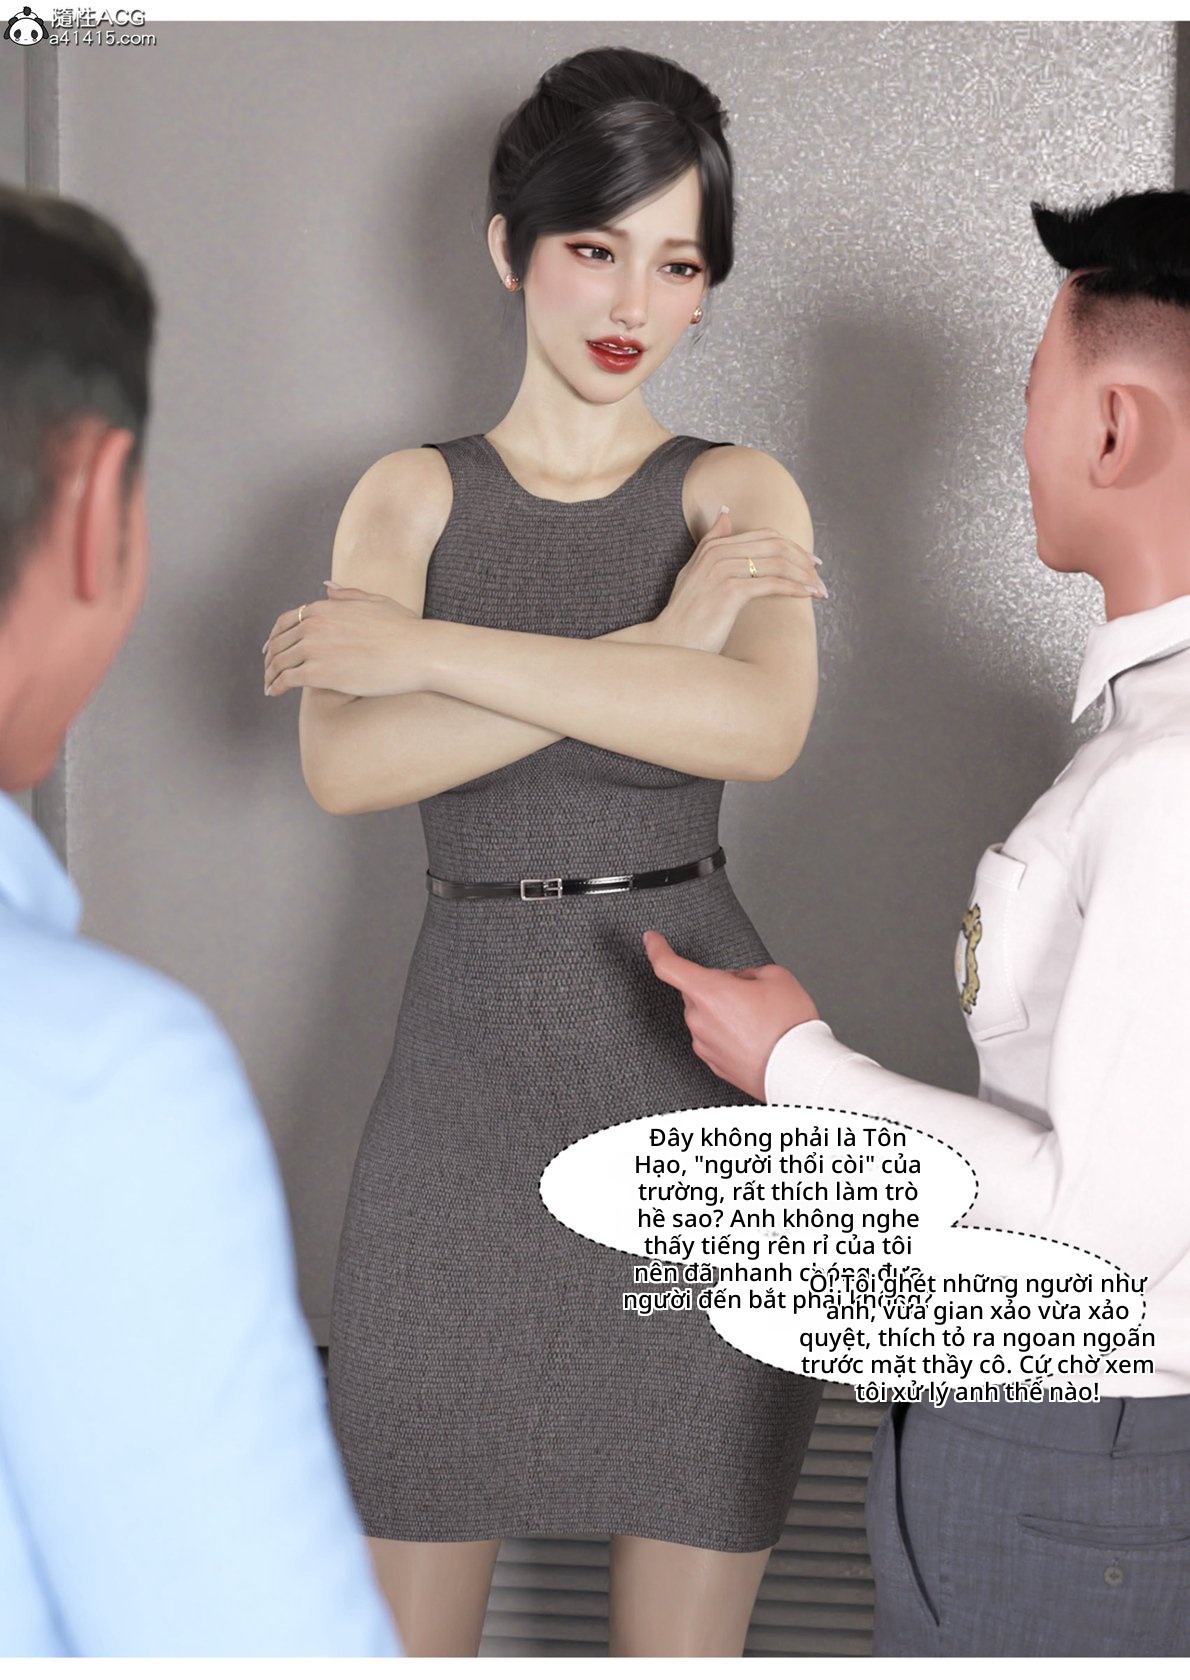 隨性ACG
a41415.com
Đây không phải là Tôn
Hạo, "người thổi còi" của
trường, rất thích làm trò
hề sao? Anh không nghe
thấy tiếng rên rỉ của tôi
nên đã nhanh chóng đưa
người đến bắt phải không?
Ồ! Tôi ghét những người như
anh, vừa gian xảo vừa xảo
quyệt, thích tỏ ra ngoan ngoãn
trước mặt thầy cô. Cứ chờ xem
tôi xử lý anh thế nào!